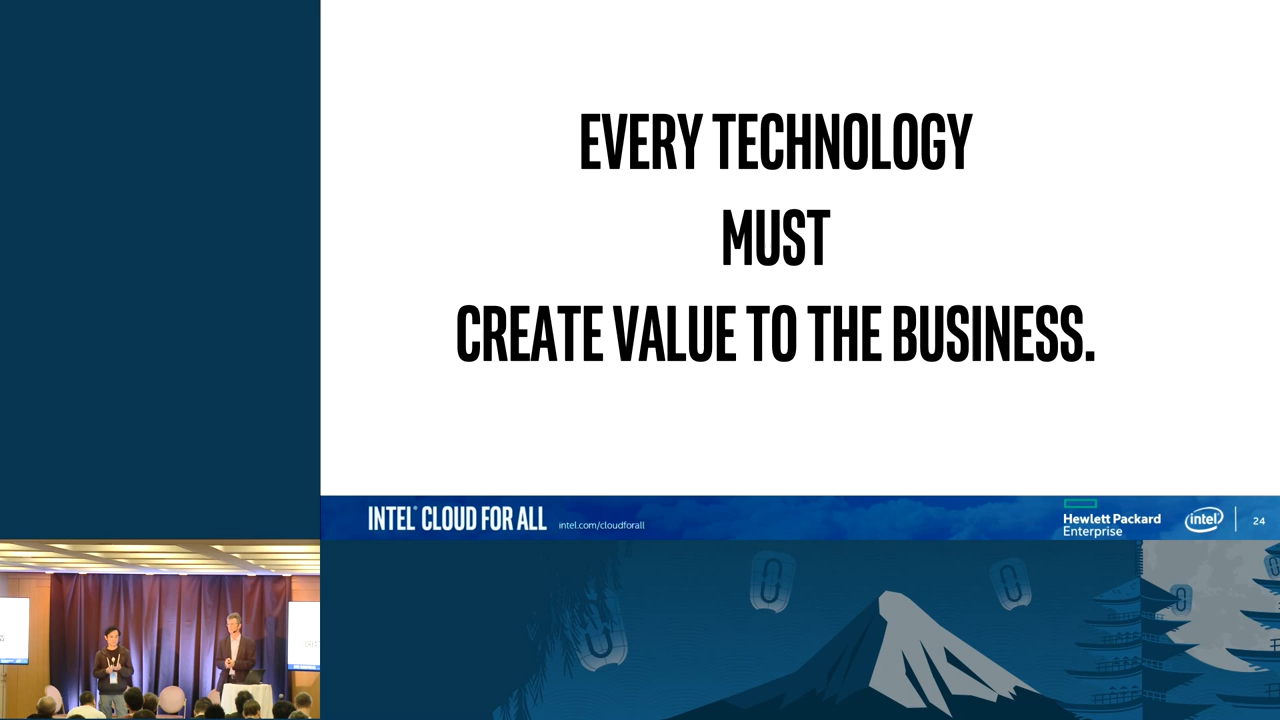 EVERY TECHNOLOGY
MUST
CREATE VALUE TO THE BUSINESS.
INTEL® CLOUD FOR ALL
intel.com/cloudforall
Hewlett Packard
Enterprise
intel
24